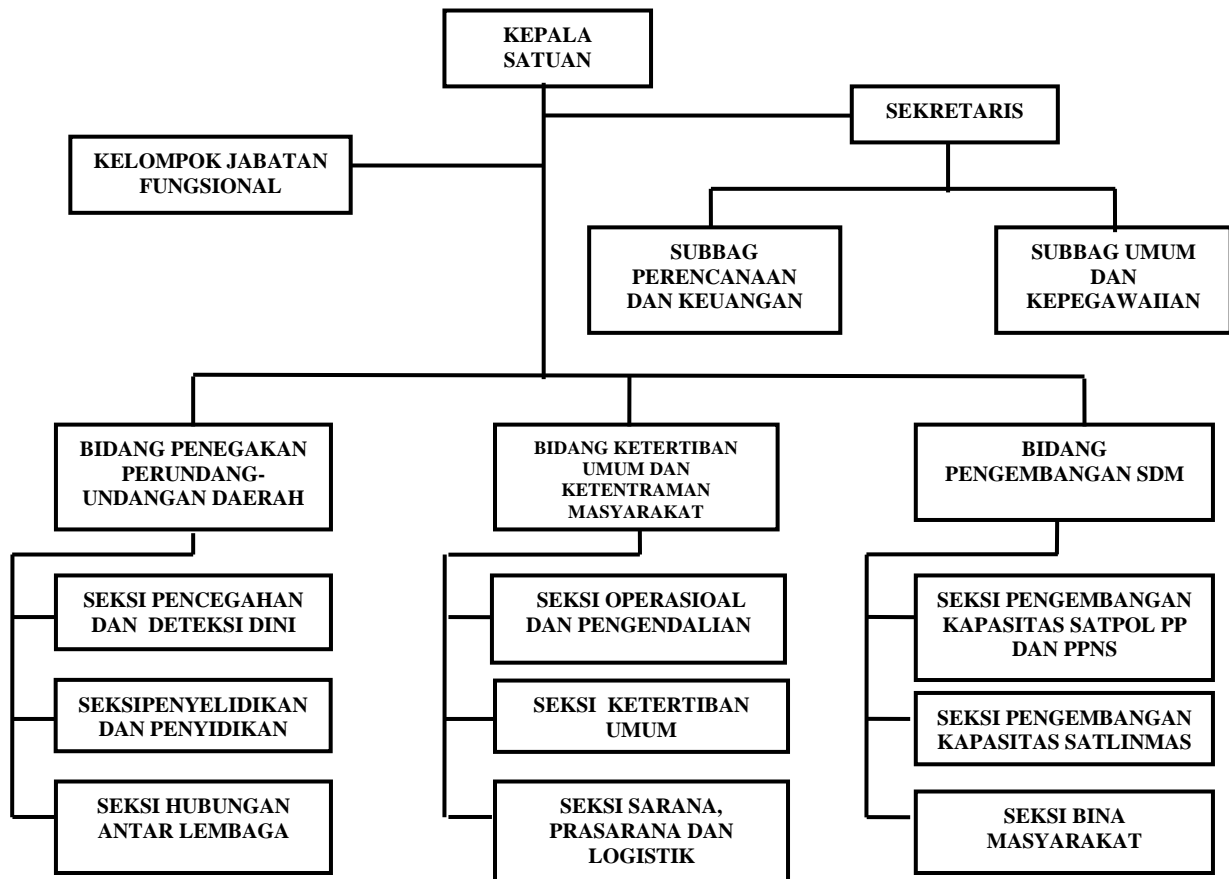 KEPALA
SATUAN
SEKRETARIS
KELOMPOK JABATAN
FUNGSIONAL
SUBBAG
PERENCANAAN
DAN KEUANGAN
SUBBAG UMUM
DAN
KEPEGAWAIIAN
BIDANG PENEGAKAN
PERUNDANG-
UNDANGAN DAERAH
BIDANG KETERTIBAN
UMUM DAN
KETENTRAMAN
MASYARAKAT
BIDANG
PENGEMBANGAN SDM
SEKSI PENCEGAHAN
DAN DETEKSI DINI
SEKSI OPERASIOAL
DAN PENGENDALIAN
SEKSI PENGEMBANGAN
KAPASITAS SATPOL PP
DAN PPNS
SEKSIPENYELIDIKAN
DAN PENYIDIKAN
SEKSI KETERTIBAN
UMUM
SEKSI PENGEMBANGAN
KAPASITAS SATLINMAS
SEKSI HUBUNGAN
ANTAR LEMBAGA
SEKSI SARANA,
PRASARANA DAN
LOGISTIK
SEKSI BINA
MASYARAKAT